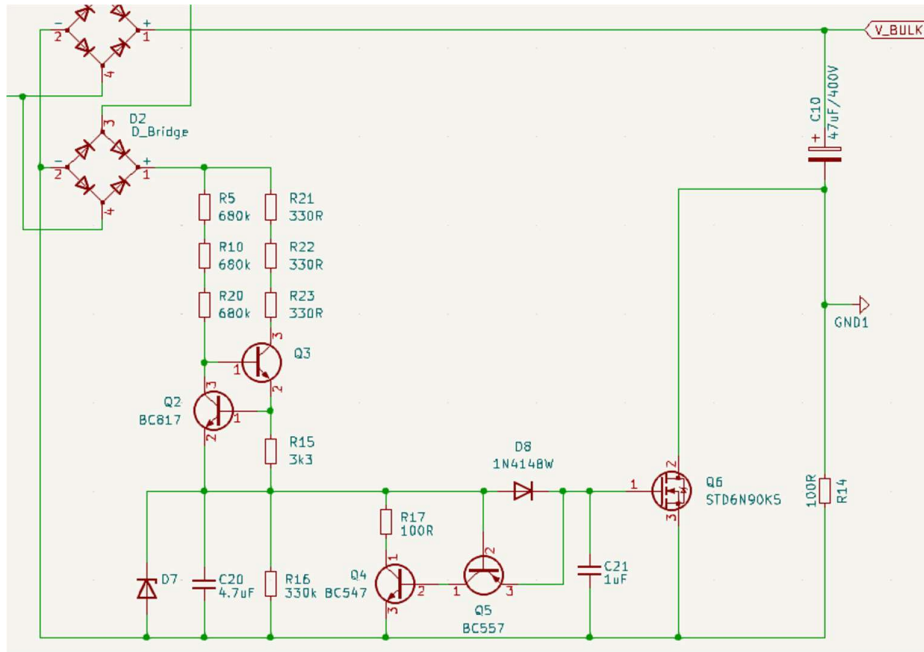 -
+
2
1
V_BULK
4
C10
47uF/400V
+
D2
D_Bridge
3
-
+
2
1
4
R5
680k
R21
330R
R10
680k
R22
330R
R20
680k
R23
330R
3
1
Q3
2
3
Q2
BC817
1
2
R15
3k3
GND1
D8
1N4148W
2
Q6
STD6N90K5
1
3
100R
R14
R17
100R
1
2
D7
C20
4.7uF
R16
330k
Q4
BC547
2
3
1
3
Q5
BC557
C21
1uF